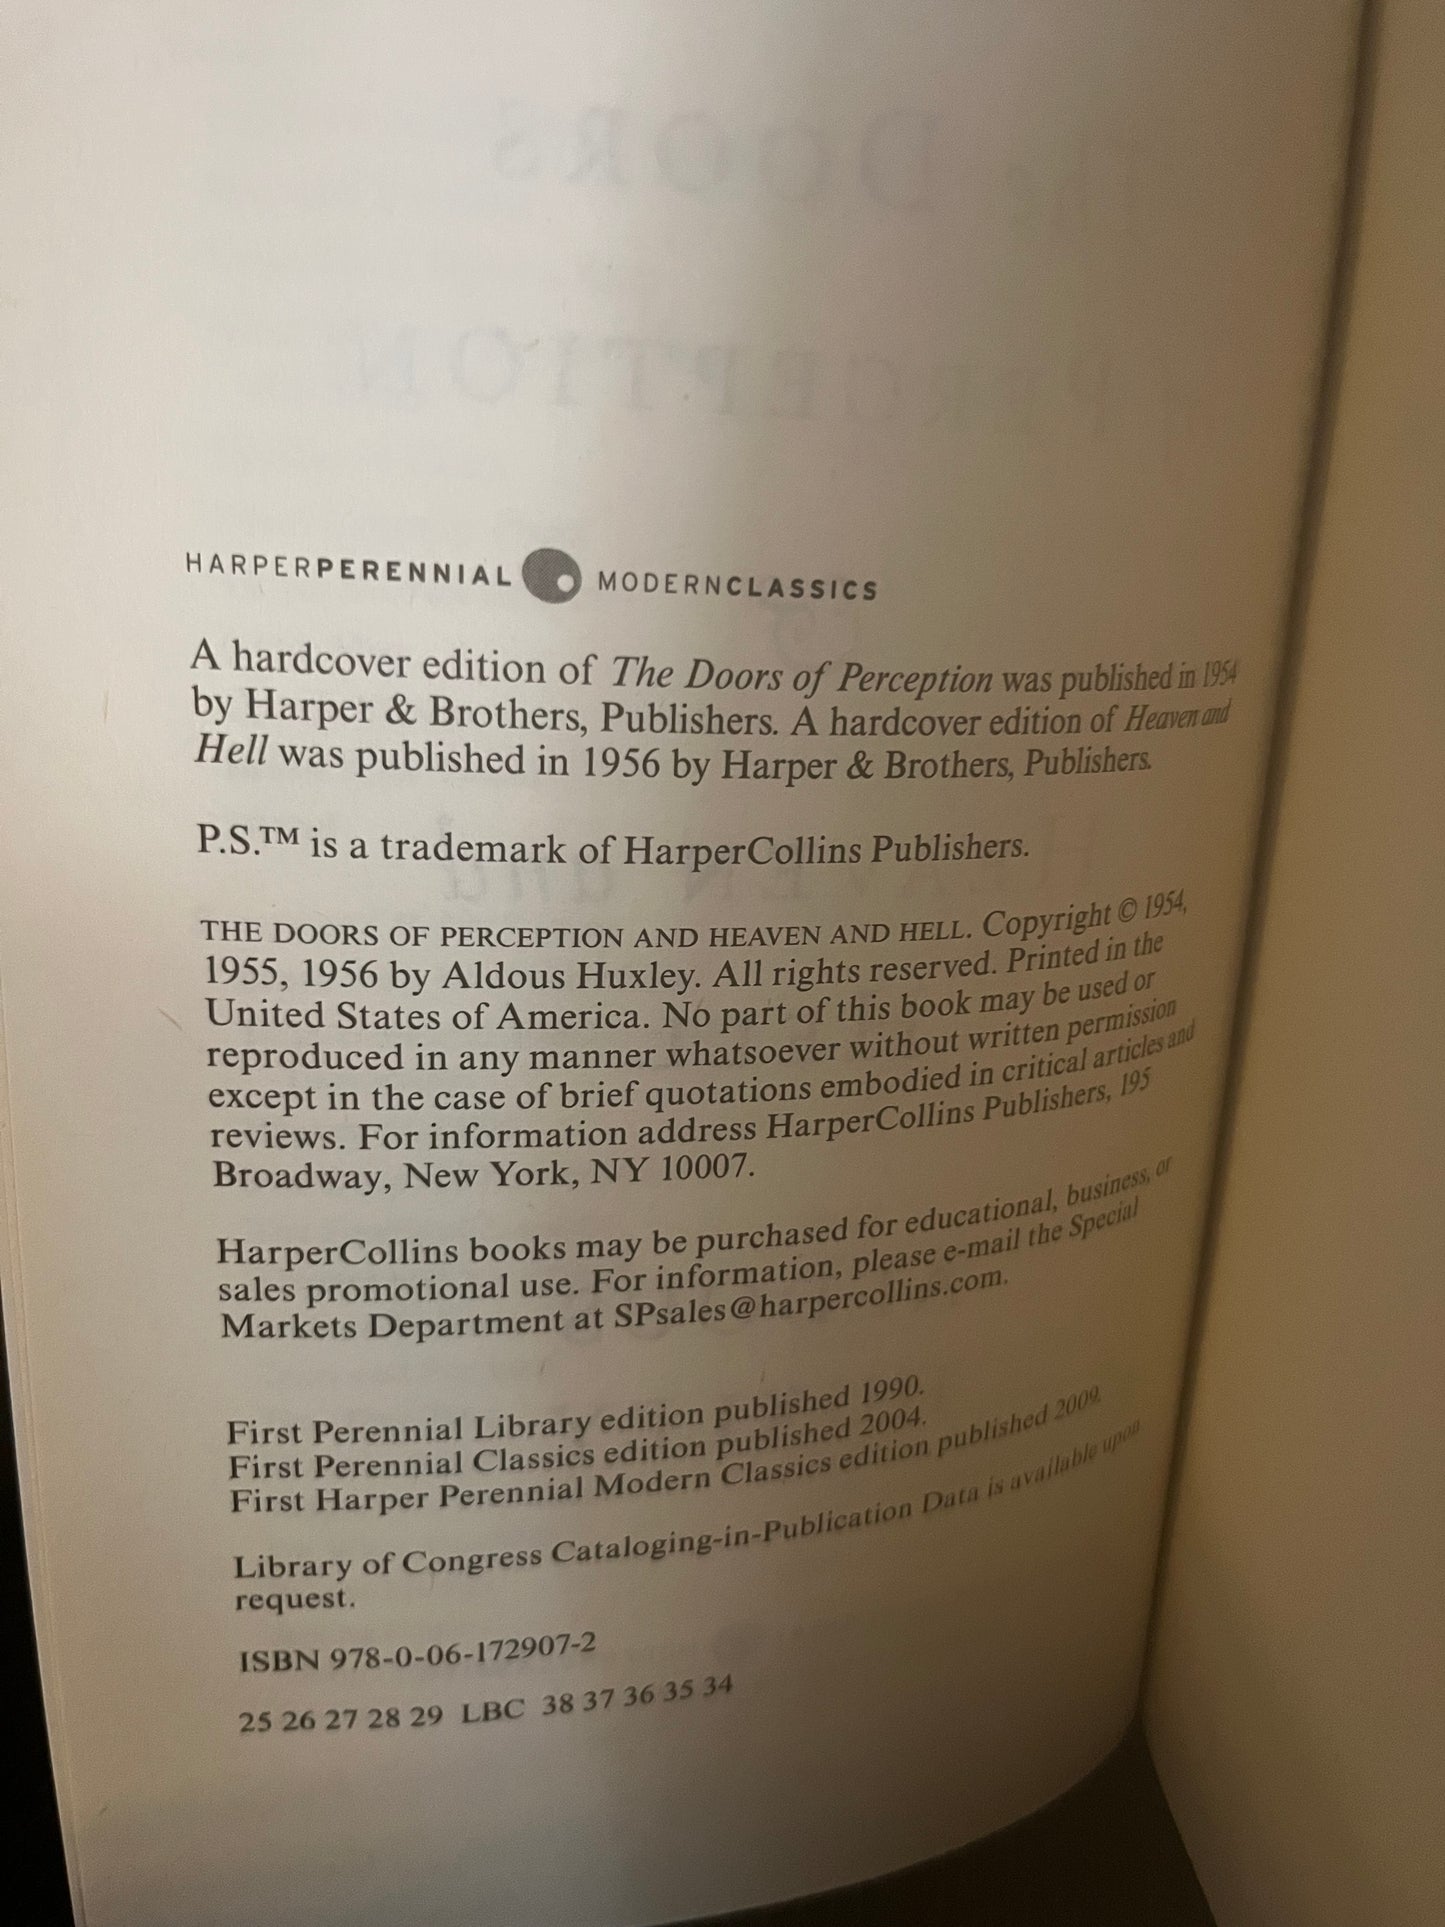 HARPERPERENNIAL MODERNCLASSICS
A hardcover edition of The Doors of Perception was published in 1954
by Harper & Brothers, Publishers. A hardcover edition of Heaven and
Hell was published in 1956 by Harper & Brothers, Publishers.
P.S.™ is a trademark of HarperCollins Publishers.
THE DOORS OF PERCEPTION AND HEAVEN AND HELL. Copyright © 1954,
1955, 1956 by Aldous Huxley. All rights reserved. Printed in the
United States of America. No part of this book may be used or
reproduced in any manner whatsoever without written permission
except in the case of brief quotations embodied in critical articles and
reviews. For information address HarperCollins Publishers, 195
Broadway, New York, NY 10007.
HarperCollins books may be purchased for educational, business, or
sales promotional use. For information, please e-mail the Special
Markets Department at SPsales@harpercollins.com.
First Perennial Library edition published 1990.
First Perennial Classics edition published 2004.
First Harper Perennial Modern Classics edition published 2009.
Library of Congress Cataloging-in-Publication Data is available upon
request.
ISBN 978-0-06-172907-2
25 26 27 28 29 LBC 38 37 36 35 34